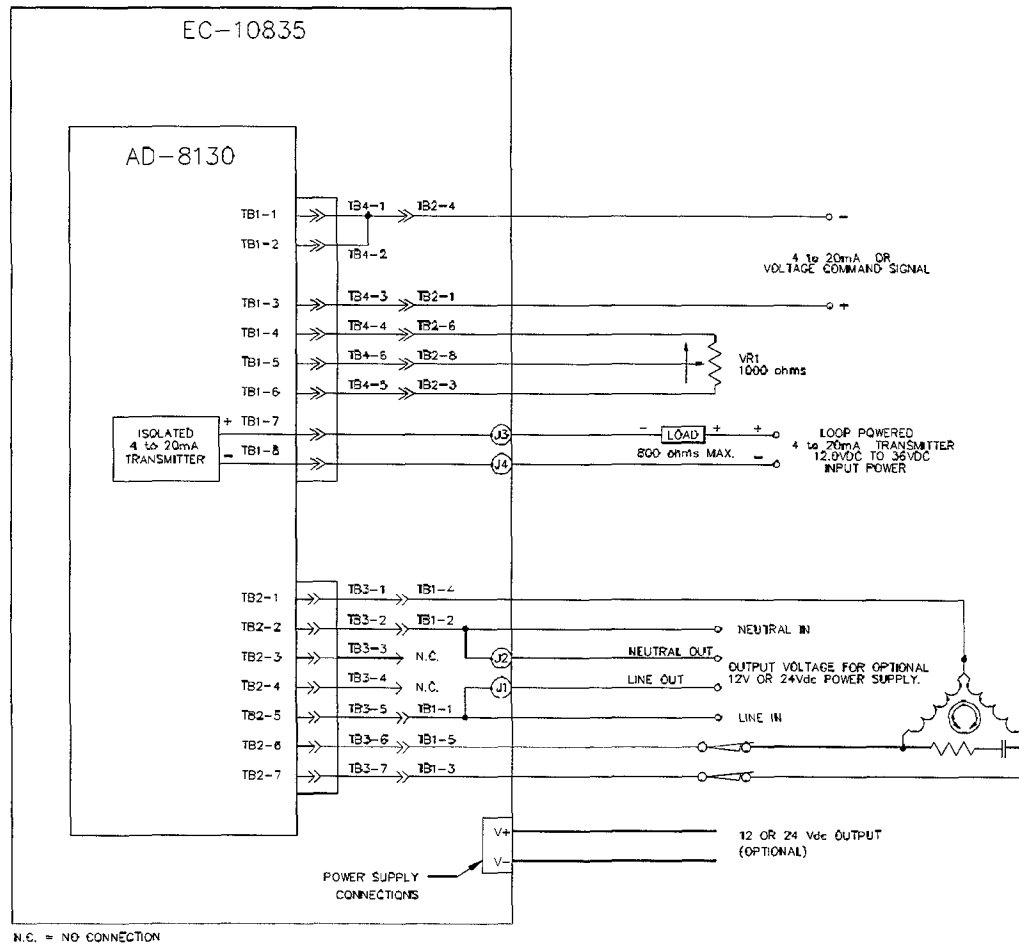 EC-10835
AD-8130
TB1-1 TB4-1 TB2-4 -
TB1-2 TB4-2
4 to 20mA OR
VOLTAGE COMMAND SIGNAL
TB1-3 TB4-3 TB2-1 +
TB1-4 TB4-4 TB2-6
TB1-5 TB4-6 TB2-8
VR1
1000 ohms
TB1-6 TB4-5 TB2-3
ISOLATED
4 to 20mA
TRANSMITTER
+ TB1-7 J3 - LOAD + +
- TB1-8 J4 800 ohms MAX. -
LOOP POWERED
4 to 20mA TRANSMITTER
12.0VDC TO 36VDC
INPUT POWER
TB2-1 TB3-1 TB1-4
TB2-2 TB3-2 TB1-2 NEUTRAL IN
TB2-3 TB3-3 N.C. J2 NEUTRAL OUT
OUTPUT VOLTAGE FOR OPTIONAL
12V OR 24Vdc POWER SUPPLY.
TB2-4 TB3-4 N.C. J1 LINE OUT
TB2-5 TB3-5 TB1-1 LINE IN
TB2-6 TB3-6 TB1-5
TB2-7 TB3-7 TB1-3
V+
V-
12 OR 24 Vdc OUTPUT
(OPTIONAL)
POWER SUPPLY
CONNECTIONS
N.C. = NO CONNECTION